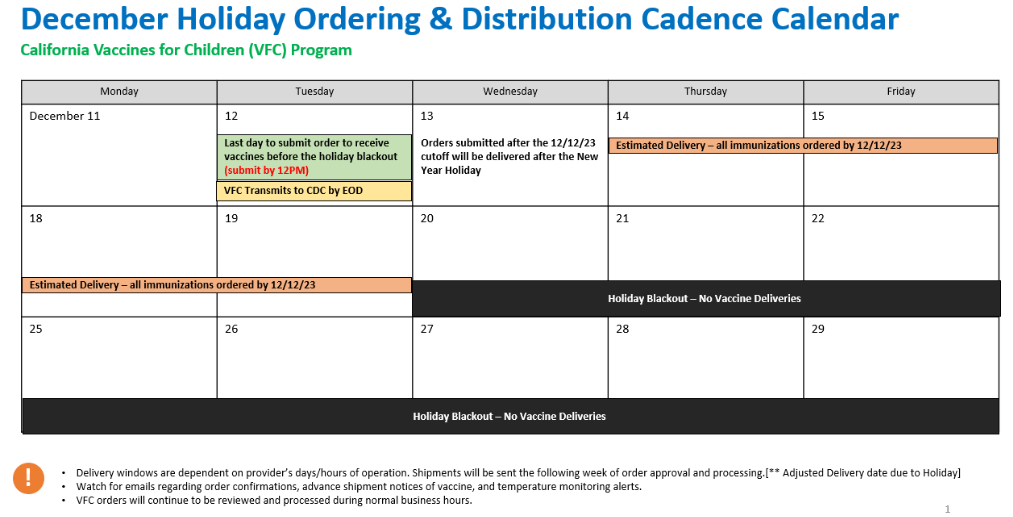 December Holiday Ordering & Distribution Cadence Calendar
California Vaccines for Children (VFC) Program
Monday Tuesday Wednesday Thursday Friday
December 11 12 13 14 15
Last day to submit order to receive
vaccines before the holiday blackout
(submit by 12PM)
VFC Transmits to CDC by EOD
Orders submitted after the 12/12/23
cutoff will be delivered after the New
Year Holiday
Estimated Delivery – all immunizations ordered by 12/12/23
18 19 20 21 22
Estimated Delivery – all immunizations ordered by 12/12/23
Holiday Blackout – No Vaccine Deliveries
25 26 27 28 29
Holiday Blackout – No Vaccine Deliveries
!
• Delivery windows are dependent on provider's days/hours of operation. Shipments will be sent the following week of order approval and processing.[** Adjusted Delivery date due to Holiday]
• Watch for emails regarding order confirmations, advance shipment notices of vaccine, and temperature monitoring alerts.
• VFC orders will continue to be reviewed and processed during normal business hours.
1